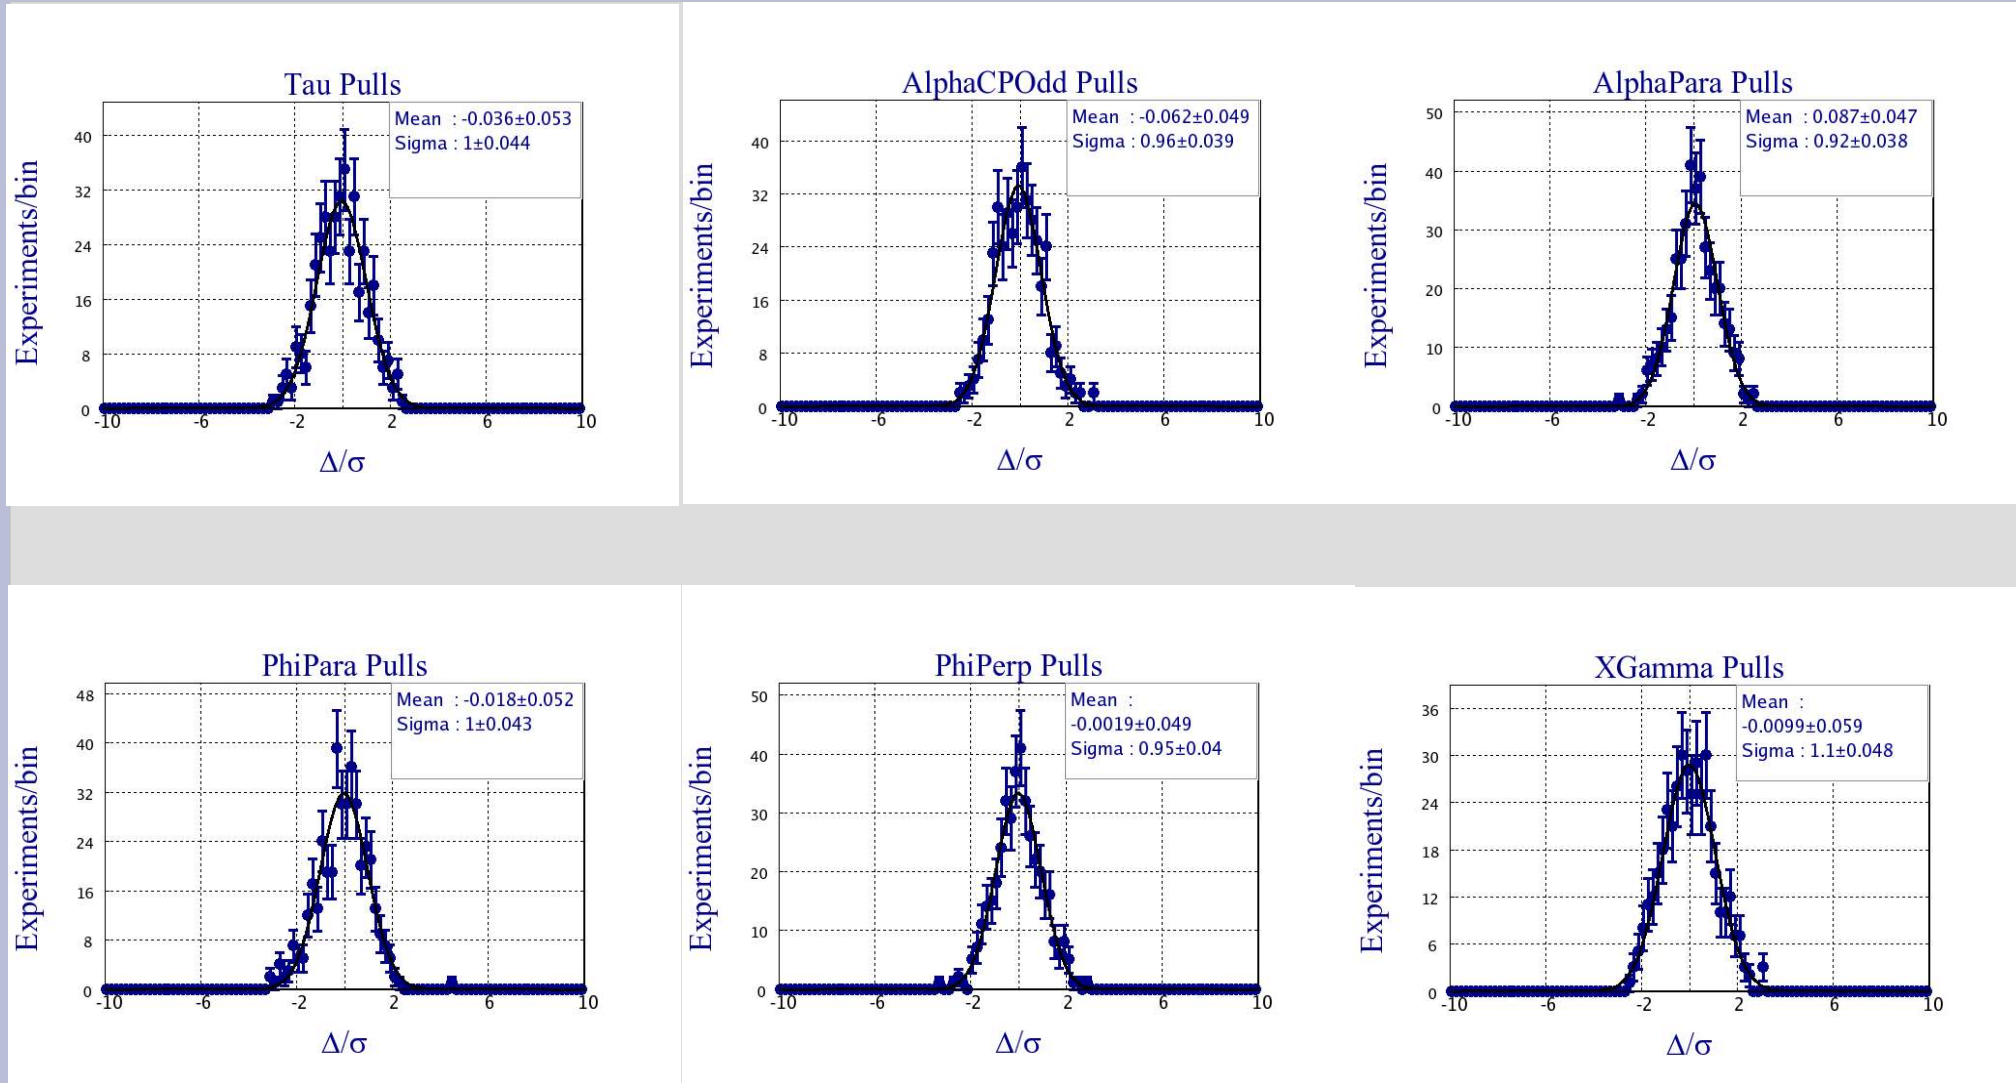 Tau Pulls
Mean : -0.036±0.053
Sigma : 1±0.044
Experiments/bin
40
32
24
16
8
0
-10
-6
-2
2
6
10
Δ/σ
AlphaCPOdd Pulls
Mean : -0.062±0.049
Sigma : 0.96±0.039
Experiments/bin
40
32
24
16
8
0
-10
-6
-2
2
6
10
Δ/σ
AlphaPara Pulls
Mean : 0.087±0.047
Sigma : 0.92±0.038
Experiments/bin
50
40
30
20
10
0
-10
-6
-2
2
6
10
Δ/σ
PhiPara Pulls
Mean : -0.018±0.052
Sigma : 1±0.043
Experiments/bin
48
40
32
24
16
8
0
-10
-6
-2
2
6
10
Δ/σ
PhiPerp Pulls
Mean :
-0.0019±0.049
Sigma : 0.95±0.04
Experiments/bin
50
40
30
20
10
0
-10
-6
-2
2
6
10
Δ/σ
XGamma Pulls
Mean :
-0.0099±0.059
Sigma : 1.1±0.048
Experiments/bin
36
30
24
18
12
6
0
-10
-6
-2
2
6
10
Δ/σ